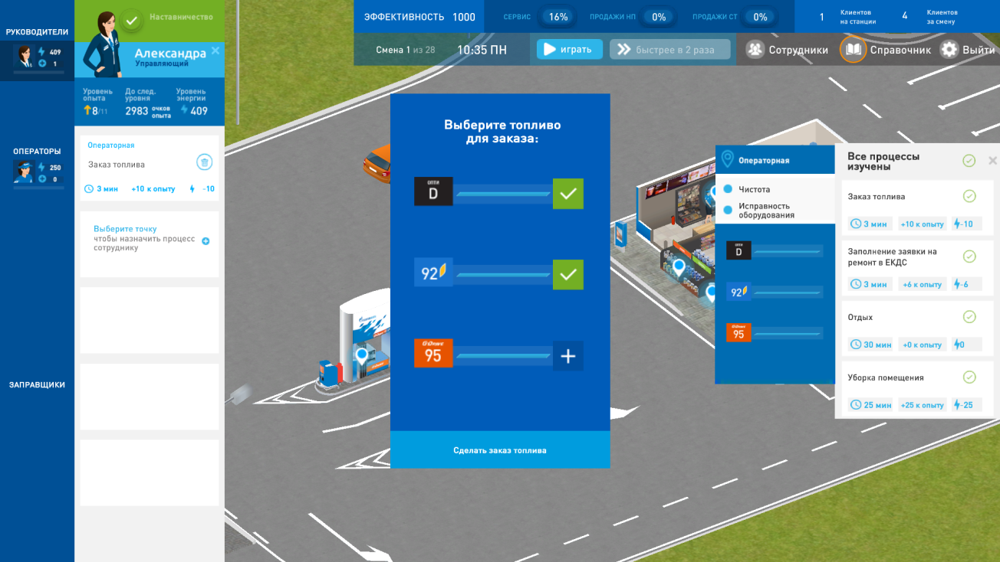 ЭФФЕКТИВНОСТЬ 1000
СЕРВИС 16% ПРОДАЖИ НП 0% ПРОДАЖИ СТ 0%
1 Клиентов
на станции
4 Клиентов
за смену
Смена 1 из 28 10:35 ПН
играть
быстрее в 2 раза
Сотрудники
Справочник
Выйти
РУКОВОДИТЕЛИ
409
1
ОПЕРАТОРЫ
250
0
ЗАПРАВЩИКИ
Наставничество
Александра
Управляющий
Уровень
опыта
8/11
До след.
уровня
2983 очков
опыта
Уровень
энергии
409
Операторная
Заказ топлива
3 мин +10 к опыту -10
Выберите точку
чтобы назначить процесс
сотруднику
Выберите топливо
для заказа:
ОПТИ
D
92
G-Drive
95
Сделать заказ топлива
Операторная
Чистота
Исправность
оборудования
ОПТИ
D
92
G-Drive
95
Все процессы
изучены
Заказ топлива
3 мин +10 к опыту -10
Заполнение заявки на
ремонт в ЕКДС
3 мин +6 к опыту -6
Отдых
30 мин +0 к опыту 0
Уборка помещения
25 мин +25 к опыту -25